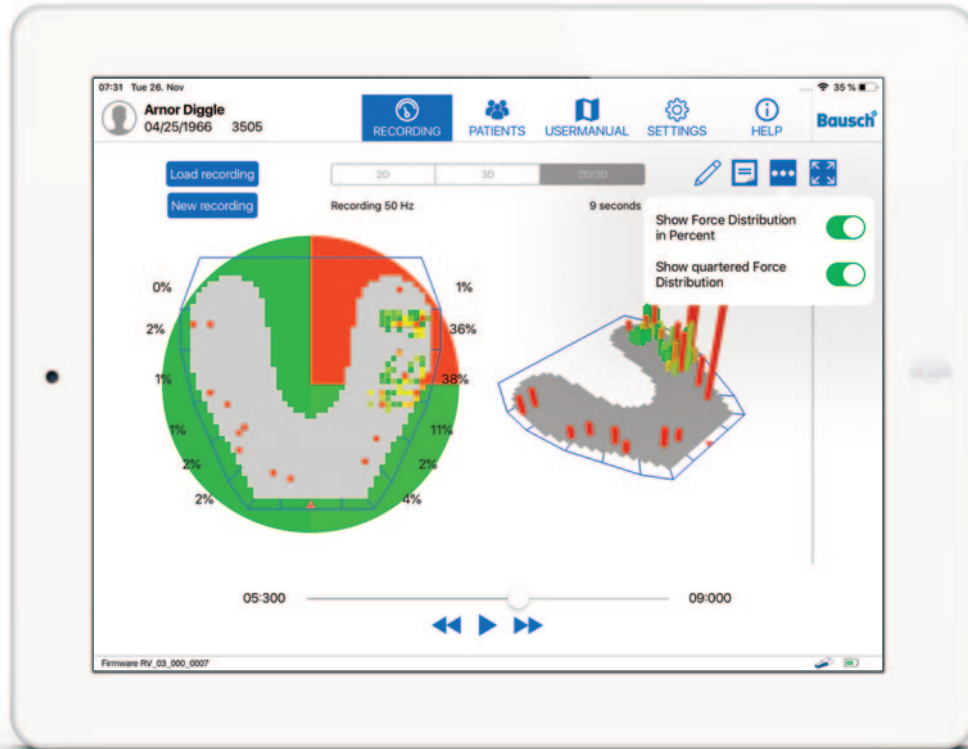 07:31 Tue 26. Nov
35 %
Arnor Diggle
04/25/1966 3505
RECORDING
PATIENTS
USERMANUAL
SETTINGS
HELP
Bausch
Load recording
New recording
2D
3D
2D/3D
Recording 50 Hz
9 seconds
Show Force Distribution
in Percent
Show quartered Force
Distribution
0% 1%
2% 36%
1% 38%
1% 11%
2% 2%
2% 4%
05:300
09:000
Firmware RV_03_000_0007